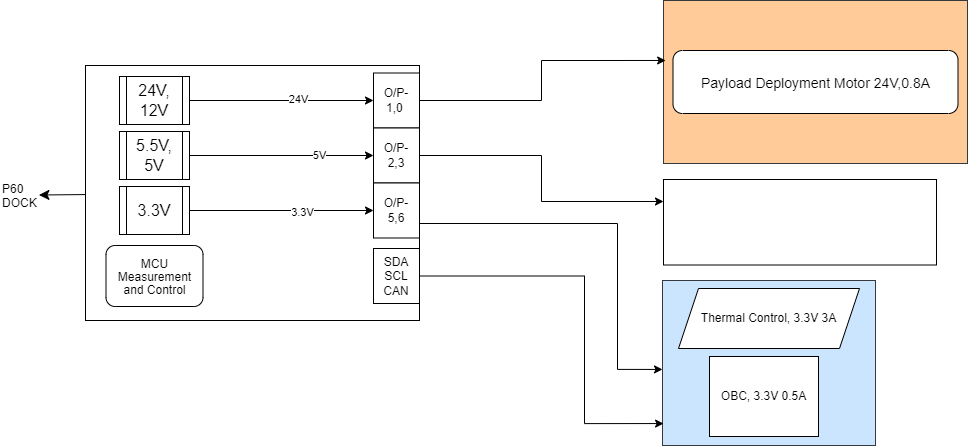 24V,
12V
24V
O/P-
1,0
Payload Deployment Motor 24V,0.8A
5.5V,
5V
5V
O/P-
2,3
P60
DOCK
3.3V
3.3V
O/P-
5,6
MCU
Measurement
and Control
SDA
SCL
CAN
Thermal Control, 3.3V 3A
OBC, 3.3V 0.5A